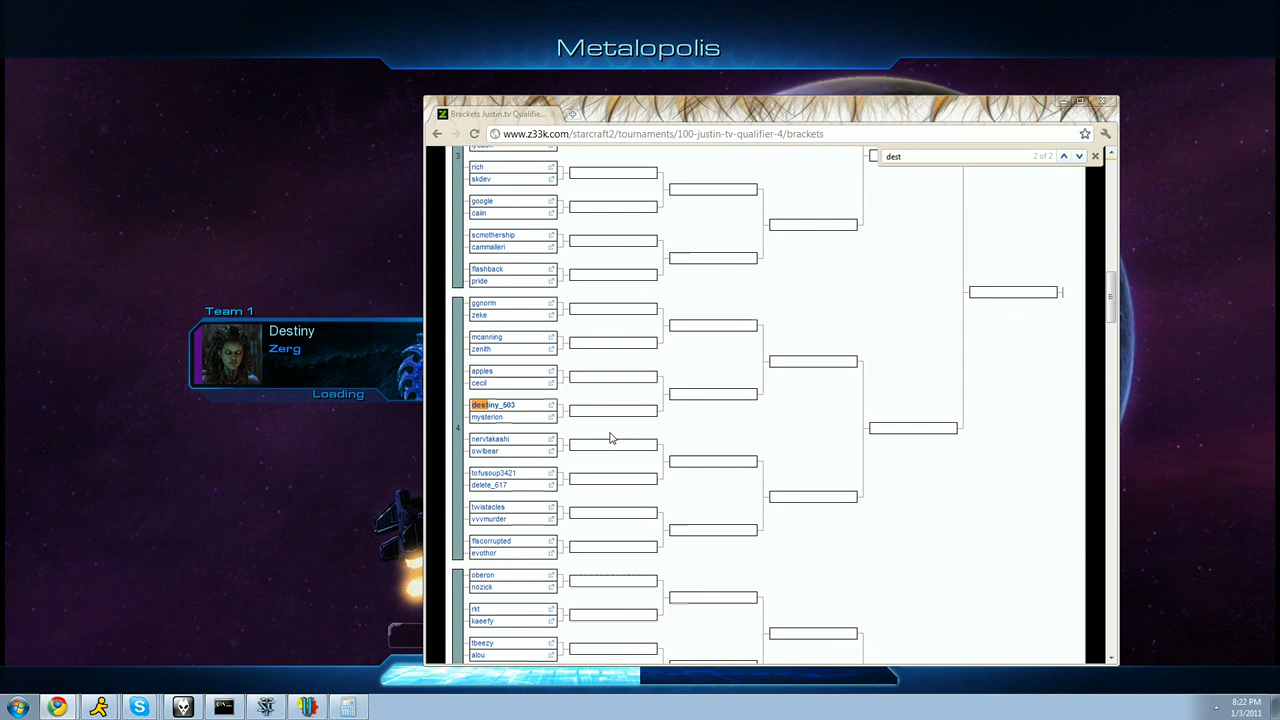 Metalopolis
Brackets Justin.tv Qualifie...
www.z33k.com/starcraft2/tournaments/100-justin-tv-qualifier-4/brackets
dest
2 of 2
3
rich
skdev
google
caiin
scmothership
cammalleri
flashback
pride
Team 1
Destiny
Zerg
Loading
4
ggnorm
zeke
mcanning
zenith
apples
cecil
destiny_503
mysterion
nervtakashi
owlbear
tofusoup3421
delete_617
twistacles
vvvmurder
flscorrupted
evothor
oberon
nozick
rkt
kaeefy
tbeezy
alou
8:22 PM
1/3/2011